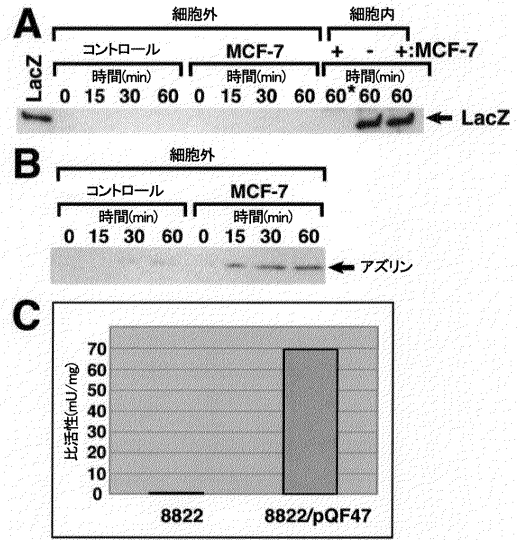 A
細胞外 細胞内
コントロール MCF-7 + - +:MCF-7
LacZ 時間(min) 時間(min) 時間(min)
0 15 30 60 0 15 30 60 60* 60 60
LacZ
B
細胞外
コントロール MCF-7
時間(min) 時間(min)
0 15 30 60 0 15 30 60
アズリン
C
比活性(mU/mg)
70
60
50
40
30
20
10
0
8822 8822/pQF47